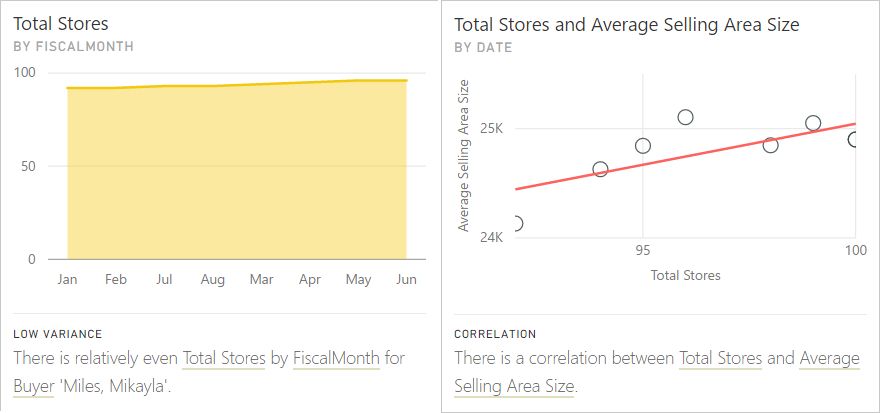 Total Stores
BY FISCALMONTH
100
50
0
Jan Feb Jul Aug Mar Apr May Jun
LOW VARIANCE
There is relatively even Total Stores by FiscalMonth for
Buyer 'Miles, Mikayla'.
Total Stores and Average Selling Area Size
BY DATE
Average Selling Area Size
25K
24K
95 100
Total Stores
CORRELATION
There is a correlation between Total Stores and Average
Selling Area Size.